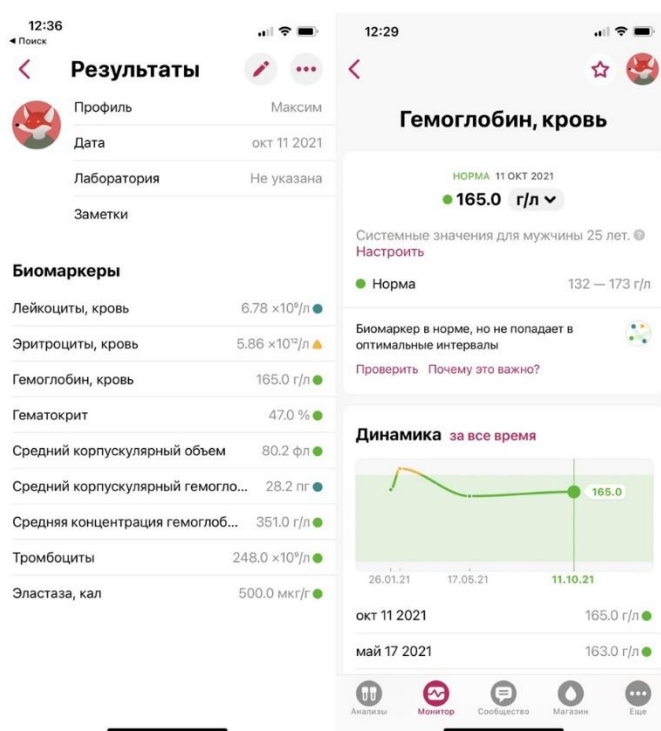 12:36
◀ Поиск
Результаты
Профиль Максим
Дата окт 11 2021
Лаборатория Не указана
Заметки
Биомаркеры
Лейкоциты, кровь 6.78 ×10⁹/л
Эритроциты, кровь 5.86 ×10¹²/л
Гемоглобин, кровь 165.0 г/л
Гематокрит 47.0 %
Средний корпускулярный объем 80.2 фл
Средний корпускулярный гемогло... 28.2 пг
Средняя концентрация гемоглоб... 351.0 г/л
Тромбоциты 248.0 ×10⁹/л
Эластаза, кал 500.0 мкг/г
12:29
Гемоглобин, кровь
НОРМА 11 ОКТ 2021
165.0 г/л
Системные значения для мужчины 25 лет. ?
Настроить
Норма 132 — 173 г/л
Биомаркер в норме, но не попадает в
оптимальные интервалы
Проверить Почему это важно?
Динамика за все время
165.0
26.01.21 17.05.21 11.10.21
окт 11 2021 165.0 г/л
май 17 2021 163.0 г/л
Анализы Монитор Сообщество Магазин Еще